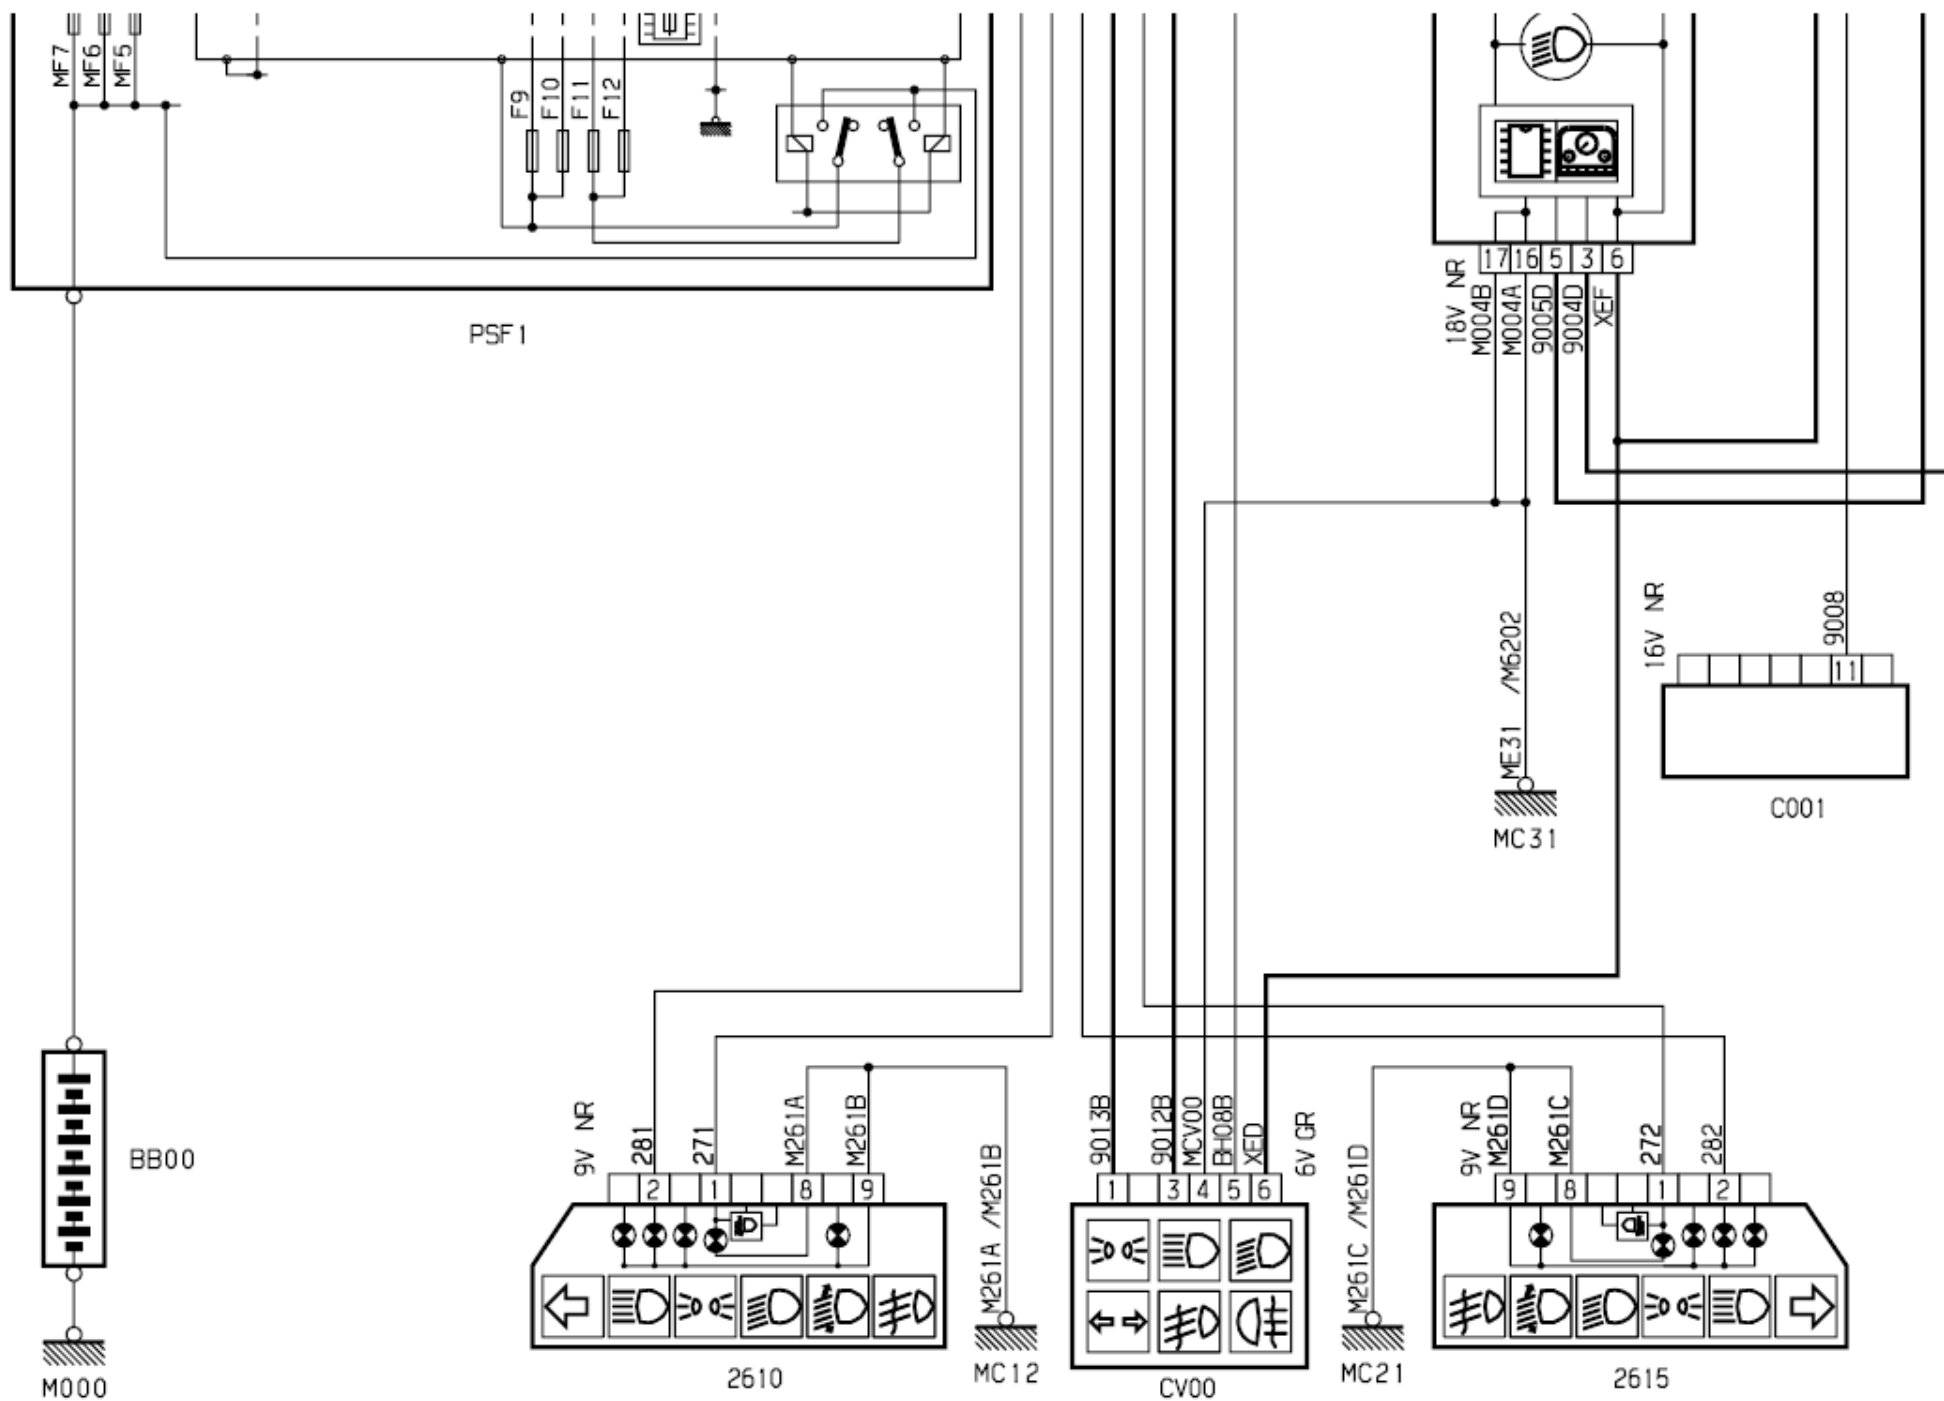 MF7
MF6
MF5
F9
F10
F11
F12
PSF1
17 16 5 3 6
18V NR
M004B
M004A
9005D
9004D
XEF
16V NR
9008
11
C001
ME31 /M6202
MC31
BB00
M000
9V NR
281
271
M261A
M261B
2 1 8 9
2610
M261A /M261B
MC12
9013B
9012B
MCV00
BH08B
XED
6V GR
1 3 4 5 6
CV00
M261C /M261D
MC21
9V NR
M261D
M261C
272
282
9 8 1 2
2615